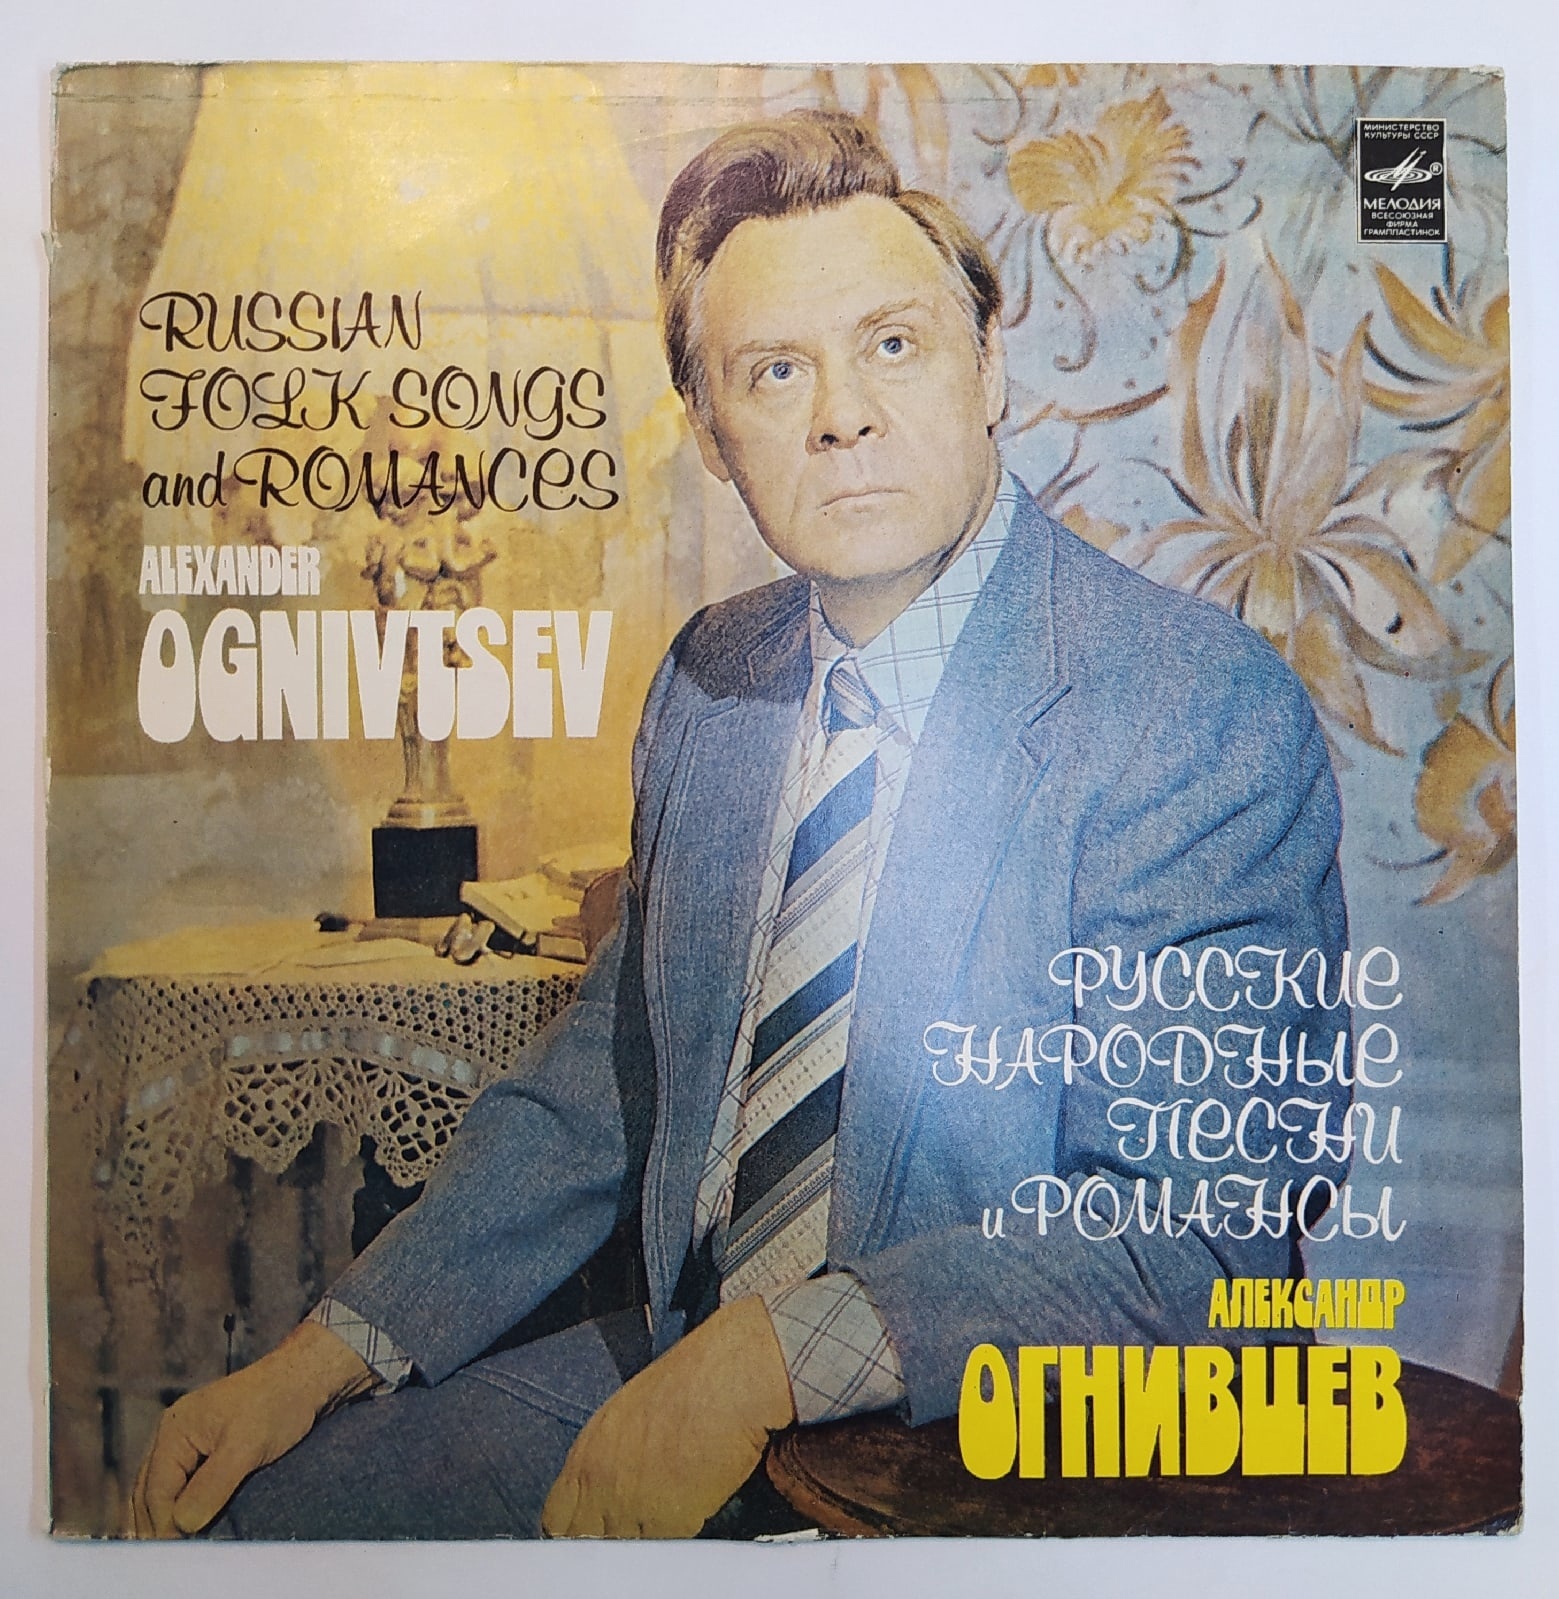 МИНИСТЕРСТВО
КУЛЬТУРЫ СССР
МЕЛОДИЯ
ВСЕСОЮЗНАЯ
ФИРМА
ГРАМПЛАСТИНОК
RUSSIAN
FOLK SONGS
and ROMANCES
ALEXANDER
OGNIVTSEV
РУССКИЕ
НАРОДНЫЕ
ПЕСНИ
и РОМАНСЫ
АЛЕКСАНДР
ОГНИВЦЕВ